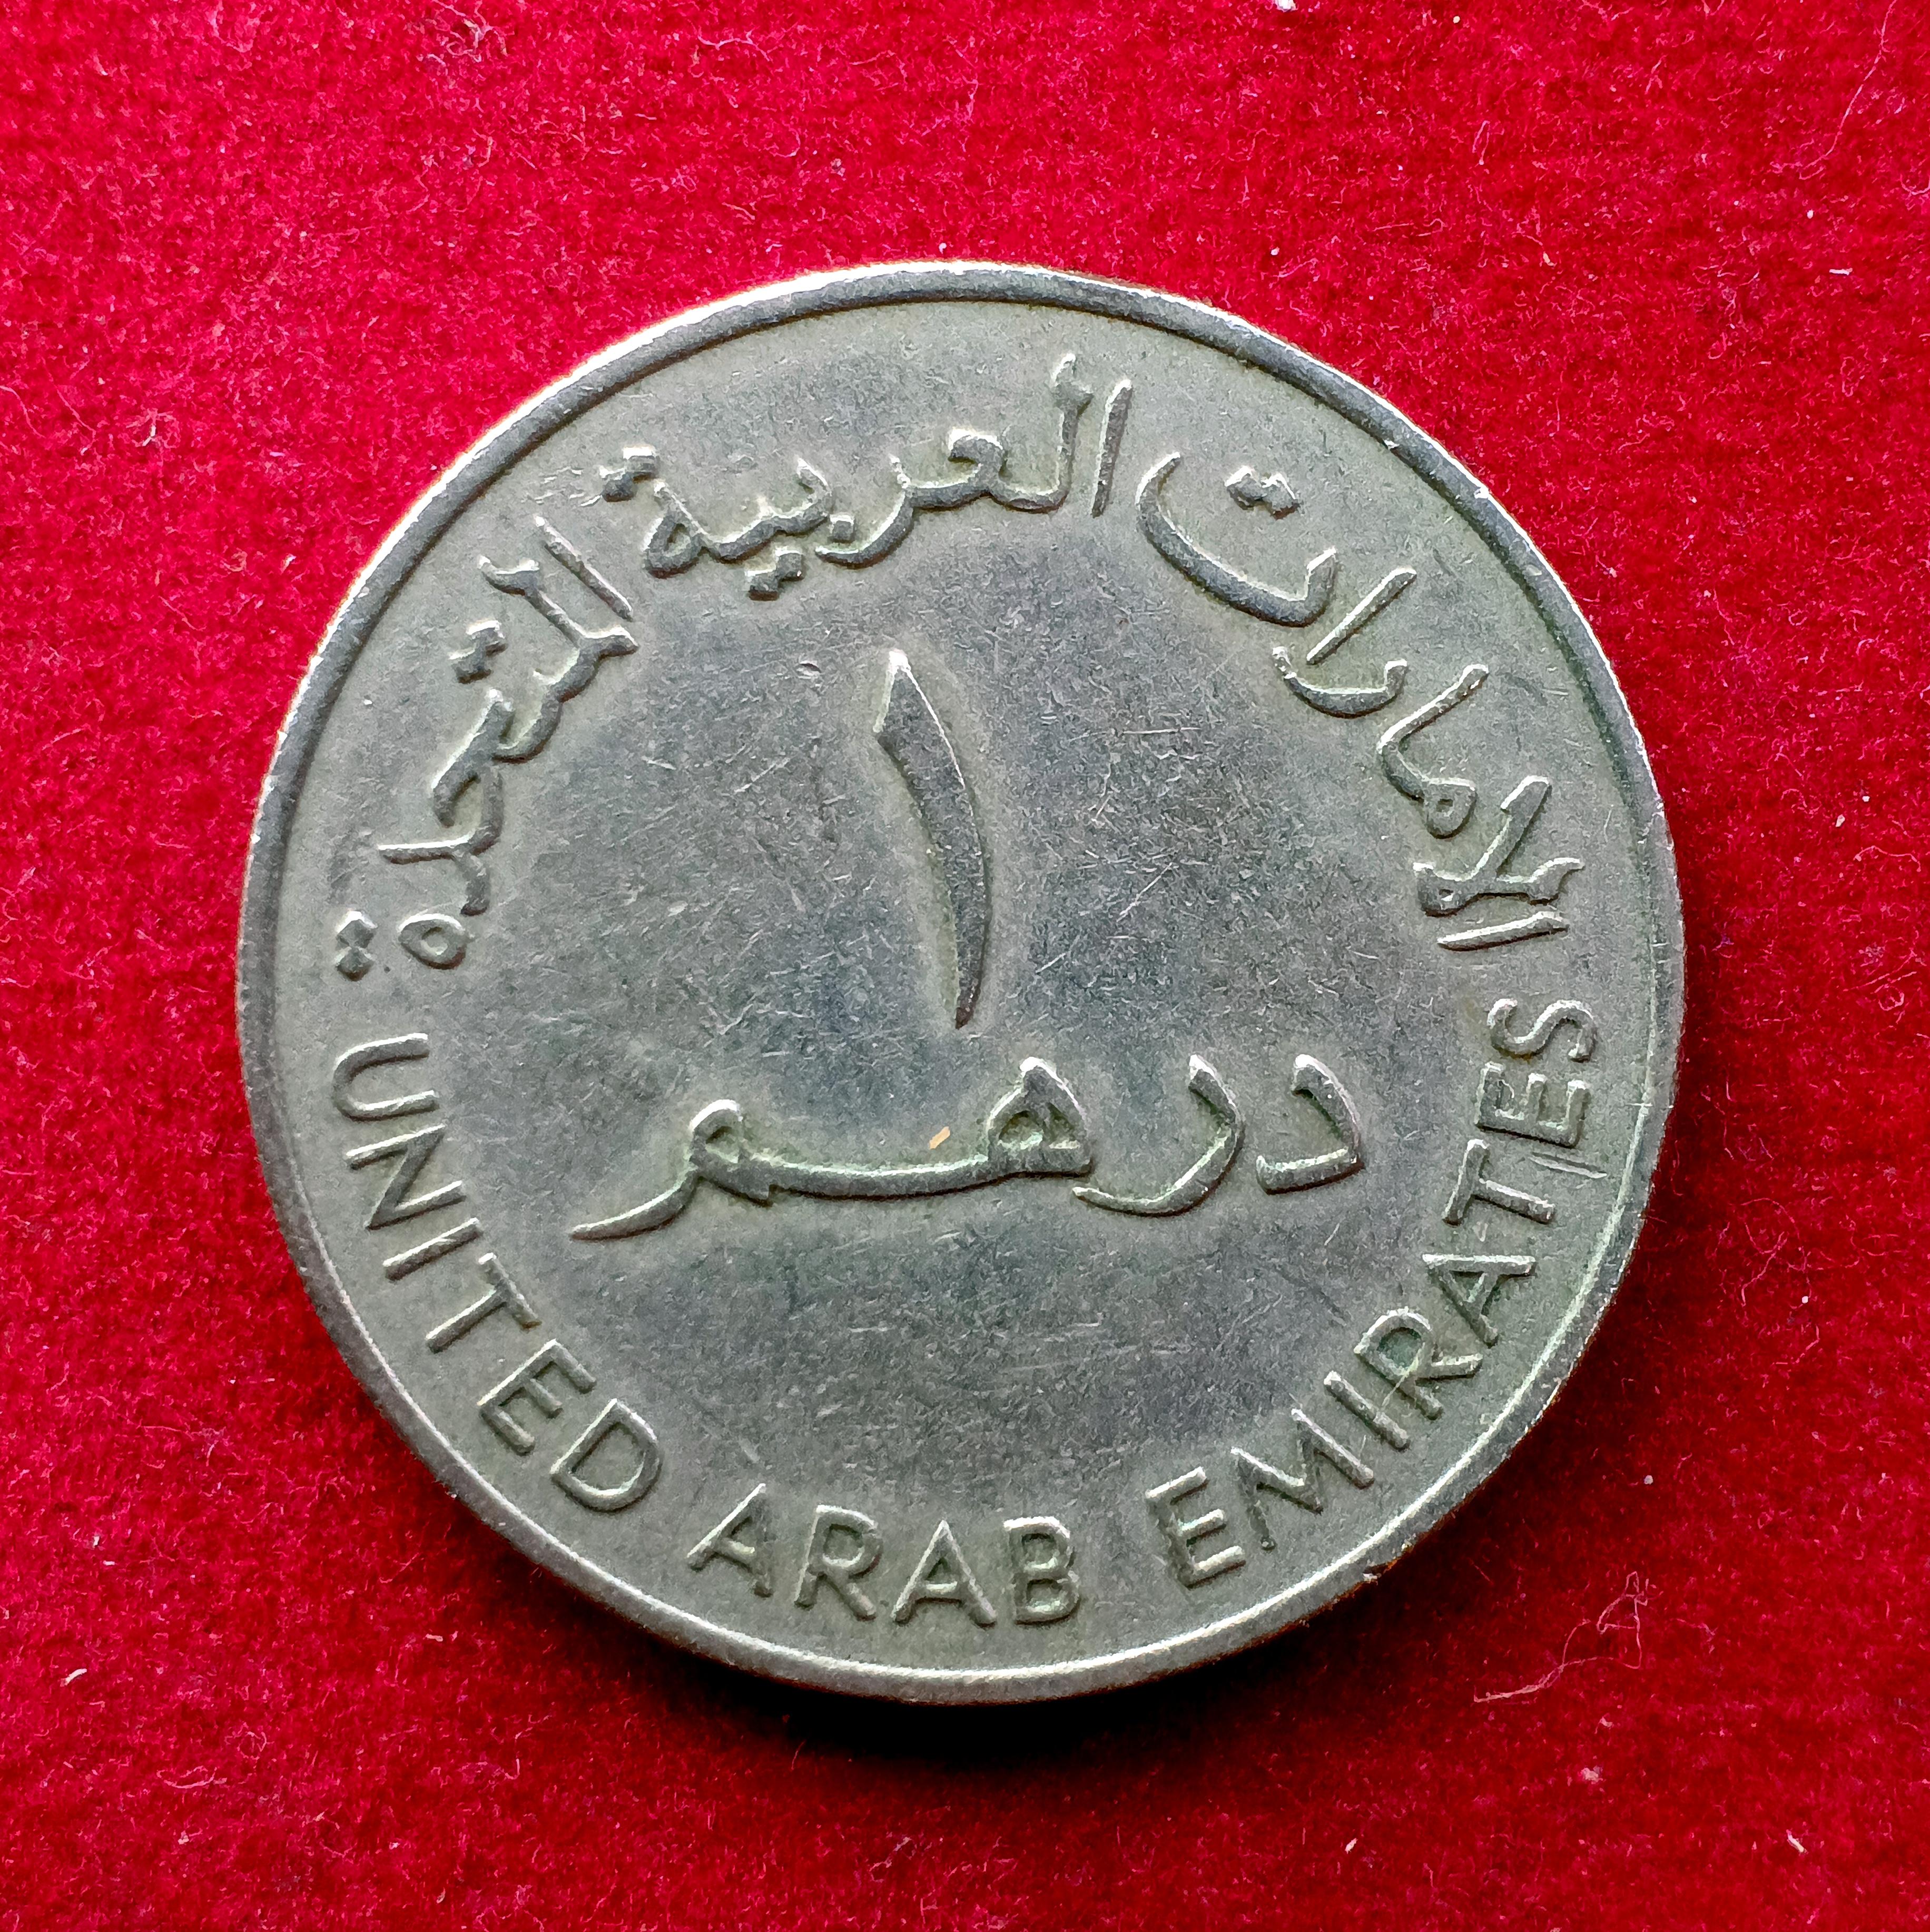 الإمارات العربية المتحدة
١
درهم
UNITED ARAB EMIRATES